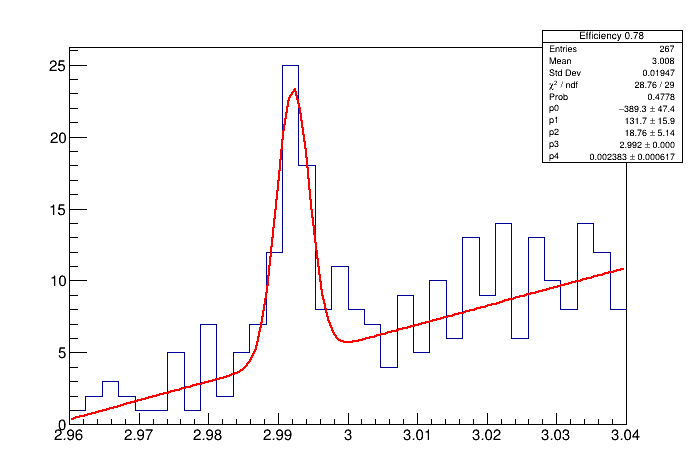 Efficiency 0.78
Entries 267
Mean 3.008
Std Dev 0.01947
χ² / ndf 28.76 / 29
Prob 0.4778
p0 −389.3 ± 47.4
p1 131.7 ± 15.9
p2 18.76 ± 5.14
p3 2.992 ± 0.000
p4 0.002383 ± 0.000617
25
20
15
10
5
0
2.96 2.97 2.98 2.99 3 3.01 3.02 3.03 3.04